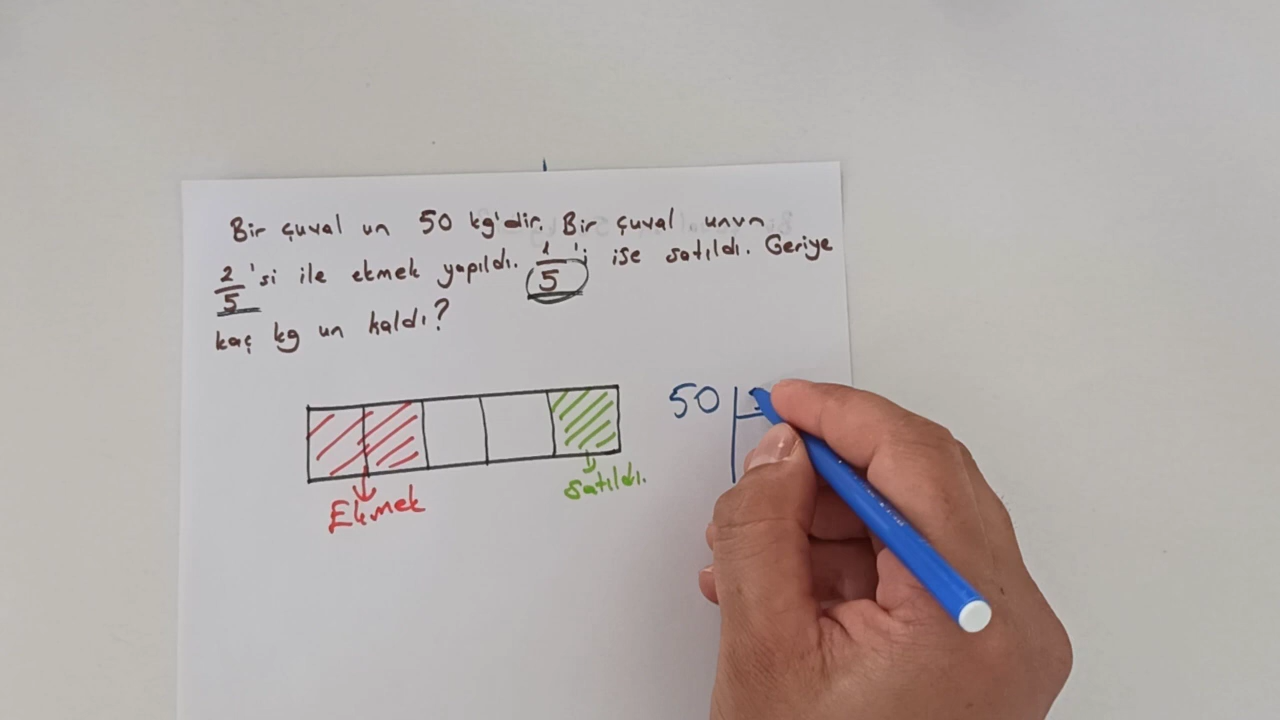 Bir çuval un 50 kg'dır. Bir çuval unun
2/5 'si ile ekmek yapıldı. 1/5 'i ise satıldı. Geriye
kaç kg un kaldı?
50
Ekmek
satıldı.